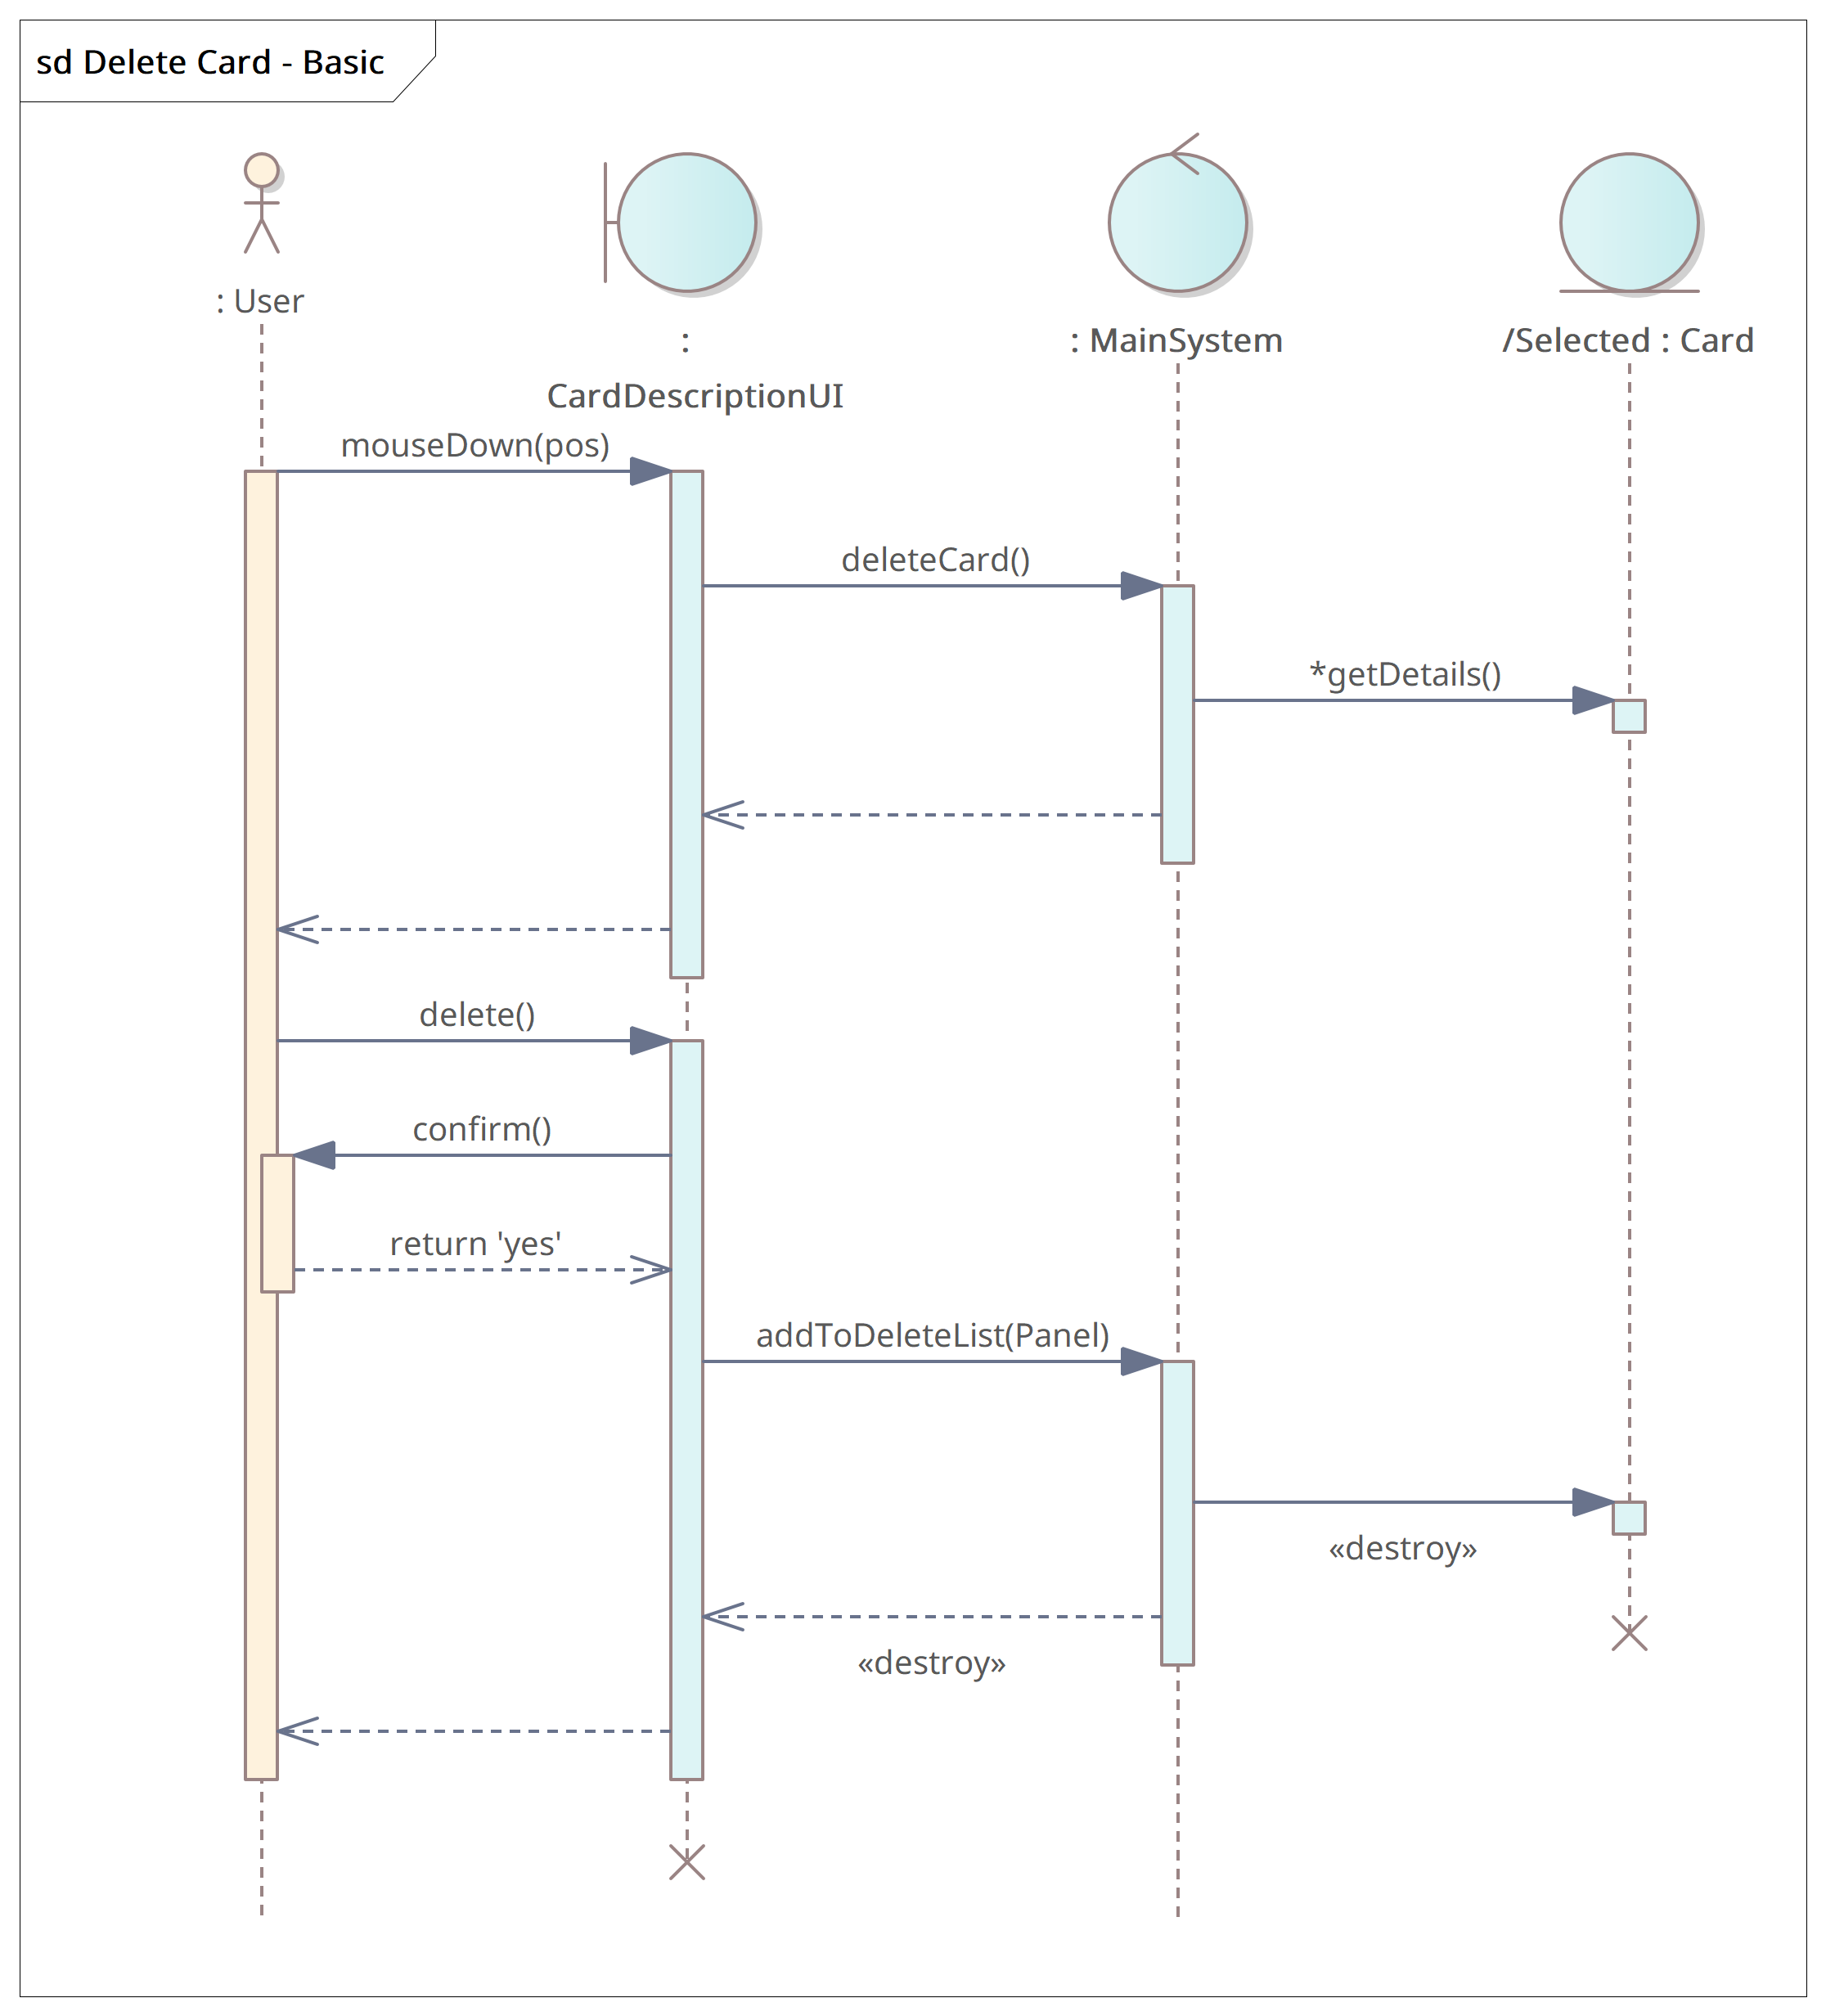 sd Delete Card - Basic
: User
:
CardDescriptionUI
: MainSystem
/Selected : Card
mouseDown(pos)
deleteCard()
*getDetails()
delete()
confirm()
return 'yes'
addToDeleteList(Panel)
«destroy»
«destroy»